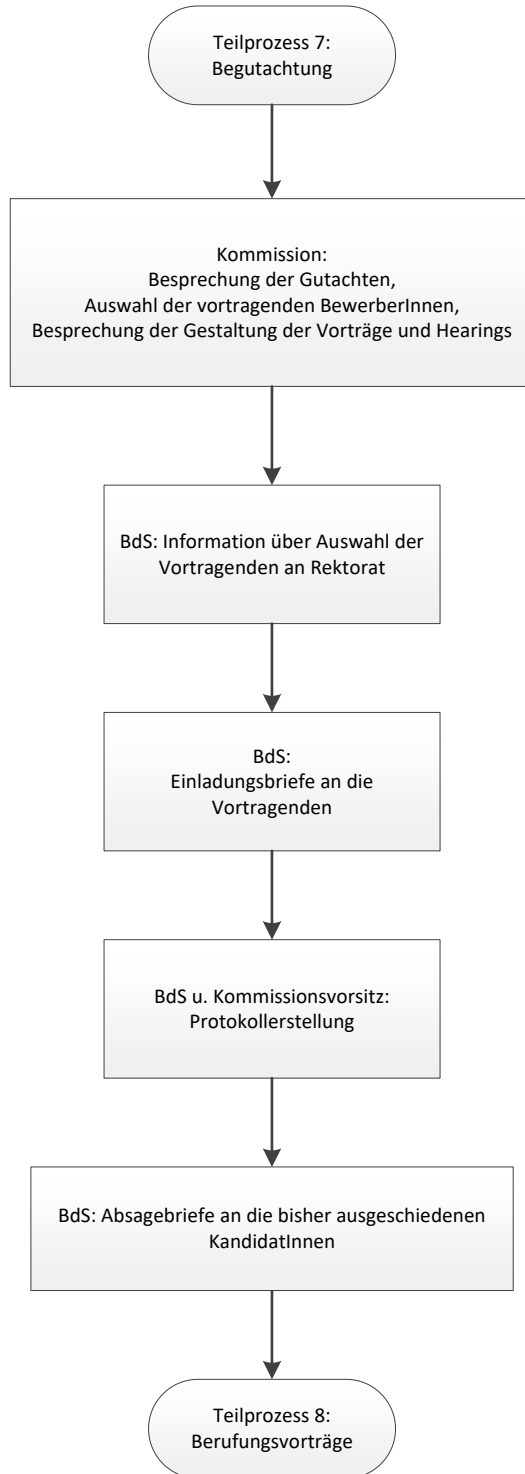 Teilprozess 7:
Begutachtung
Kommission:
Besprechung der Gutachten,
Auswahl der vortragenden BewerberInnen,
Besprechung der Gestaltung der Vorträge und Hearings
BdS: Information über Auswahl der
Vortragenden an Rektorat
BdS:
Einladungsbriefe an die
Vortragenden
BdS u. Kommissionsvorsitz:
Protokollerstellung
BdS: Absagebriefe an die bisher ausgeschiedenen
KandidatInnen
Teilprozess 8:
Berufungsvorträge